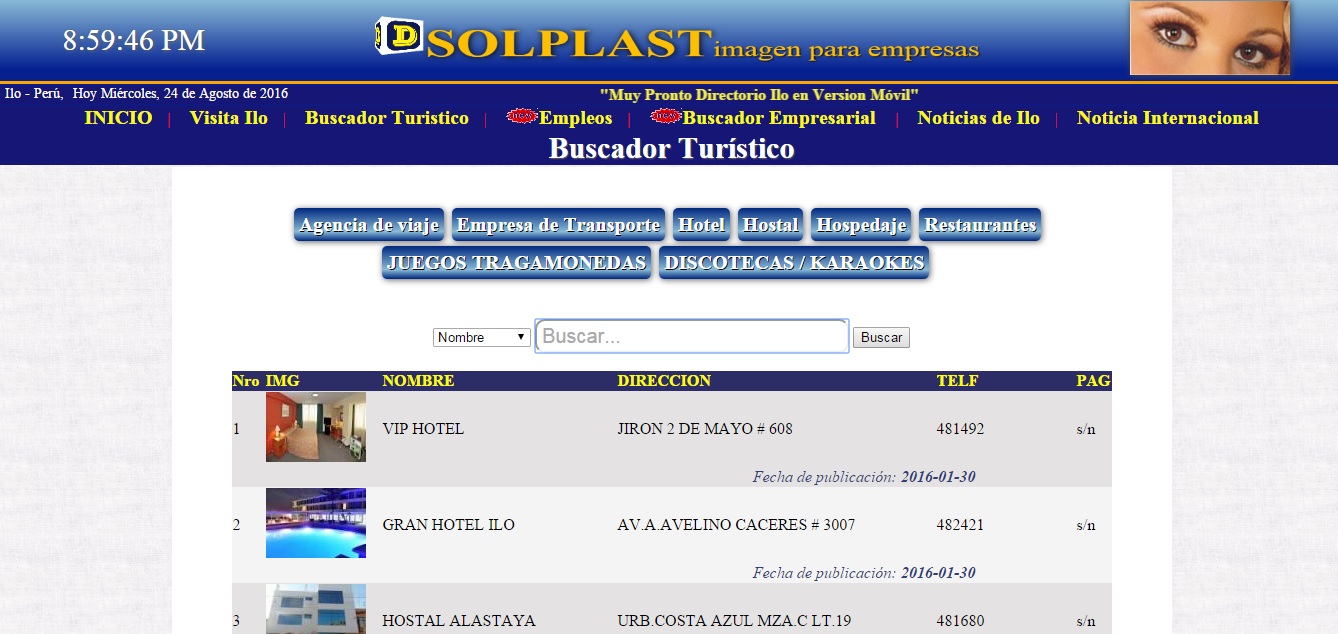 8:59:46 PM
D SOLPLAST imagen para empresas
Ilo - Perú, Hoy Miércoles, 24 de Agosto de 2016
"Muy Pronto Directorio Ilo en Version Móvil"
INICIO | Visita Ilo | Buscador Turistico | Empleos | Buscador Empresarial | Noticias de Ilo | Noticia Internacional
Buscador Turístico
Agencia de viaje Empresa de Transporte Hotel Hostal Hospedaje Restaurantes
JUEGOS TRAGAMONEDAS DISCOTECAS / KARAOKES
Nombre Buscar... Buscar
Nro IMG NOMBRE DIRECCION TELF PAG
1 VIP HOTEL JIRON 2 DE MAYO # 608 481492 s/n
Fecha de publicación: 2016-01-30
2 GRAN HOTEL ILO AV.A.AVELINO CACERES # 3007 482421 s/n
Fecha de publicación: 2016-01-30
3 HOSTAL ALASTAYA URB.COSTA AZUL MZA.C LT.19 481680 s/n